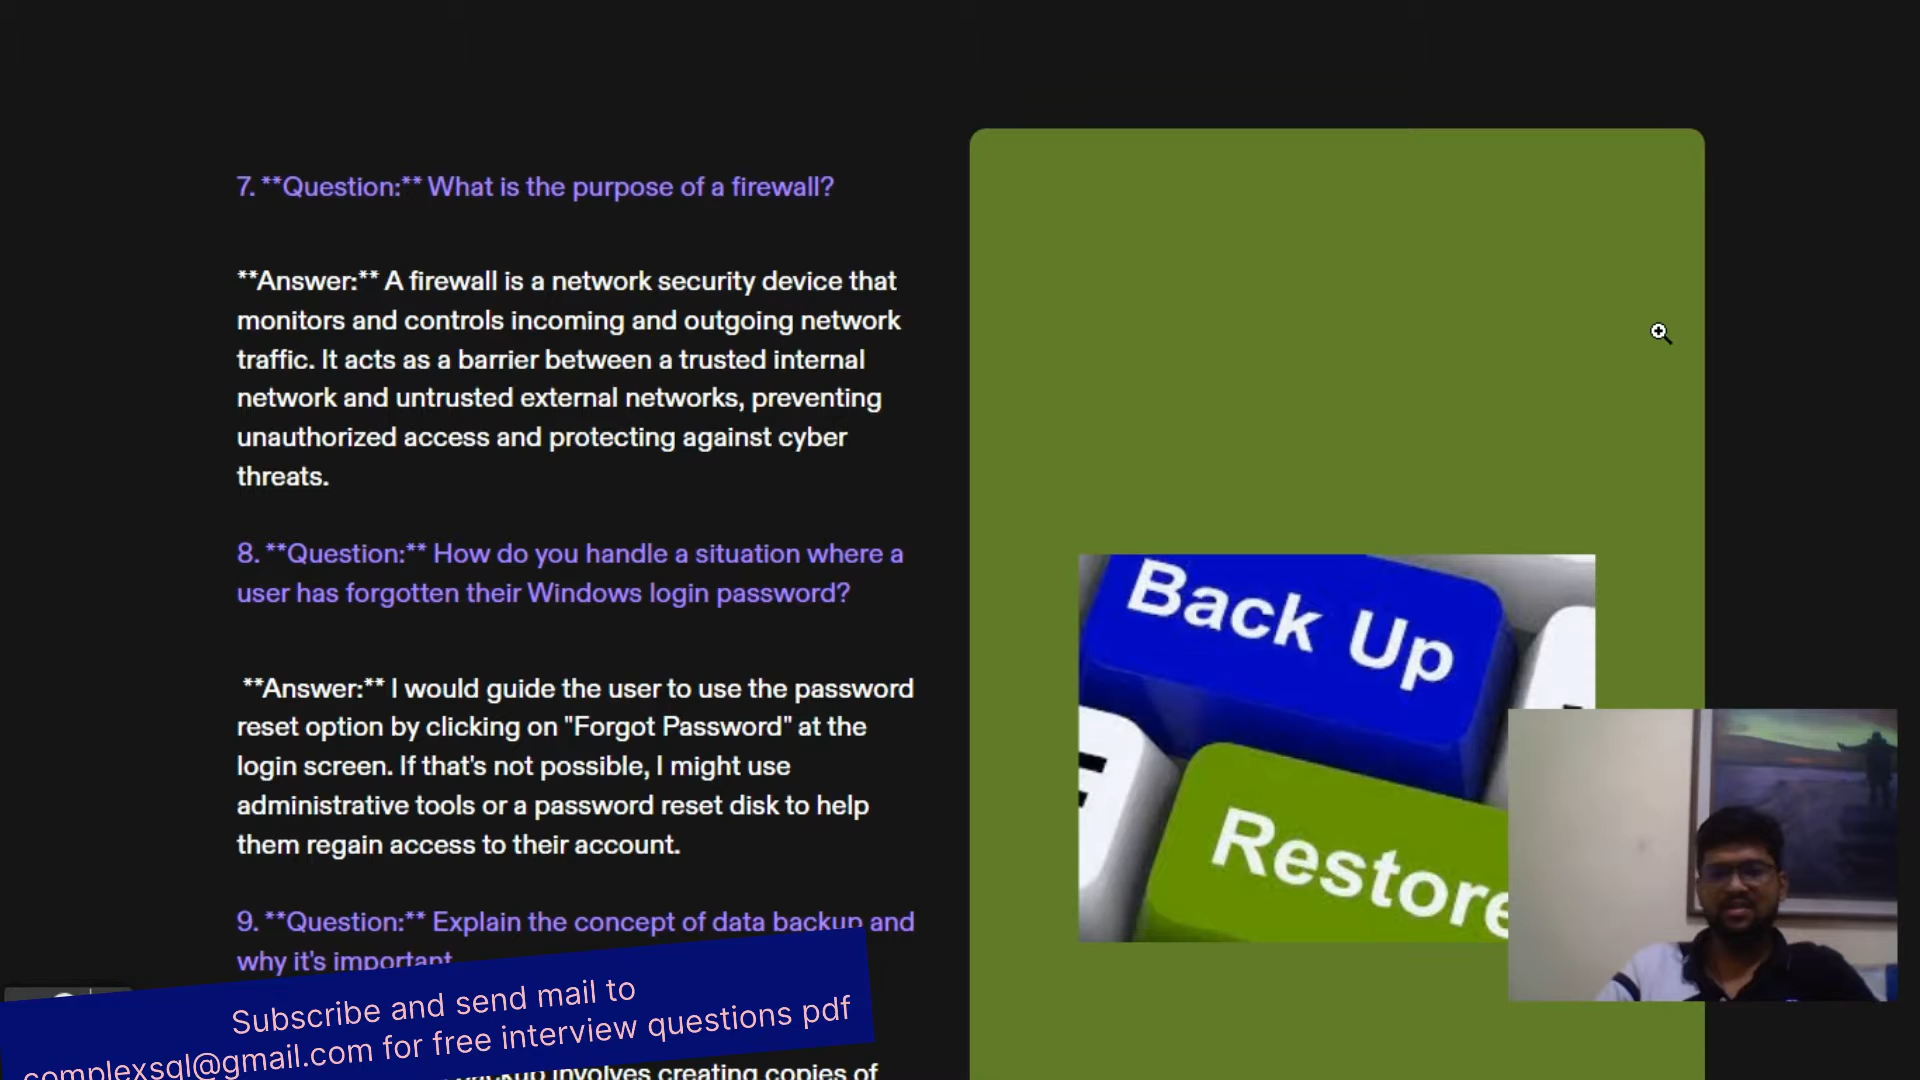 7. **Question:** What is the purpose of a firewall?
**Answer:** A firewall is a network security device that
monitors and controls incoming and outgoing network
traffic. It acts as a barrier between a trusted internal
network and untrusted external networks, preventing
unauthorized access and protecting against cyber
threats.
8. **Question:** How do you handle a situation where a
user has forgotten their Windows login password?
**Answer:** I would guide the user to use the password
reset option by clicking on "Forgot Password" at the
login screen. If that's not possible, I might use
administrative tools or a password reset disk to help
them regain access to their account.
9. **Question:** Explain the concept of data backup and
why it's important
backup involves creating copies of
Back Up
Restore
Subscribe and send mail to
complexsql@gmail.com for free interview questions pdf